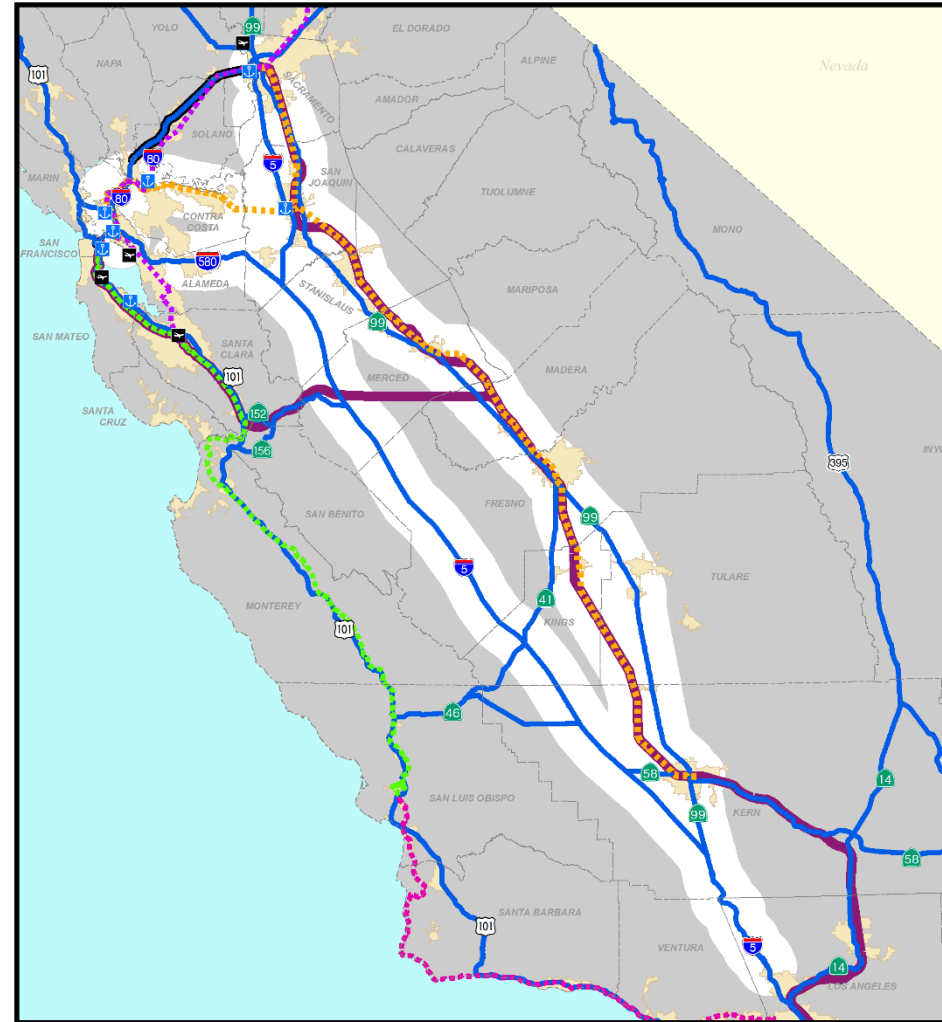 99
YOLO
EL DORADO
NAPA
101
ALPINE
Nevada
SACRAMENTO
AMADOR
SOLANO
80
5
CALAVERAS
SAN
JOAQUIN
MARIN
80
TUOLUMNE
CONTRA
COSTA
MONO
SAN
FRANCISCO
580
ALAMEDA
STANISLAUS
MARIPOSA
SAN MATEO
99
SANTA
CLARA
MADERA
101
MERCED
SANTA
CRUZ
152
156
395
INYO
FRESNO
SAN BENITO
99
5
TULARE
41
MONTEREY
KINGS
101
46
58
14
SAN LUIS OBISPO
KERN
99
58
SANTA BARBARA
101
VENTURA
5
14
LOS ANGELES